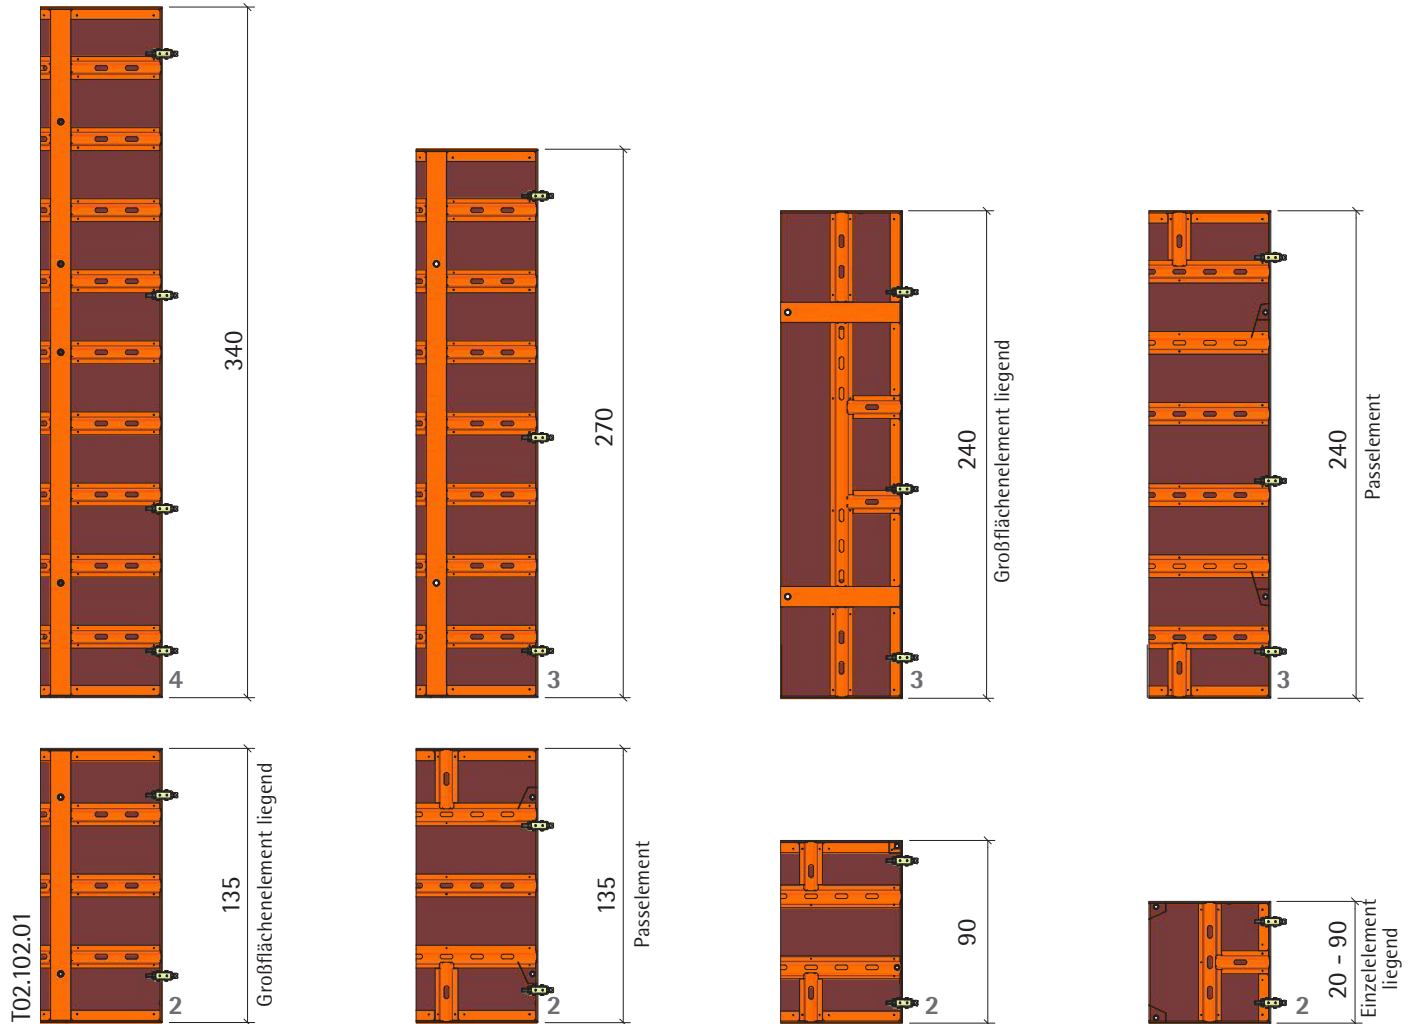 340
4
270
3
240
Großflächenelement liegend
3
240
Passelement
3
T02.102.01
135
Großflächenelement liegend
2
135
Passelement
2
90
2
20 - 90
Einzelelement
liegend
2